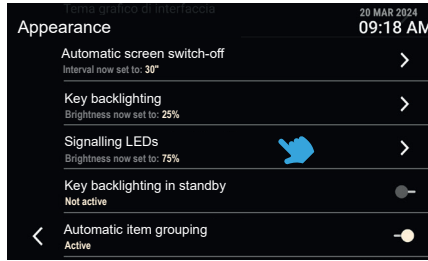 Tema grafico di interfaccia
20 MAR 2024
Appearance
09:18 AM
Automatic screen switch-off
Interval now set to: 30"
Key backlighting
Brightness now set to: 25%
Signalling LEDs
Brightness now set to: 75%
Key backlighting in standby
Not active
Automatic item grouping
Active